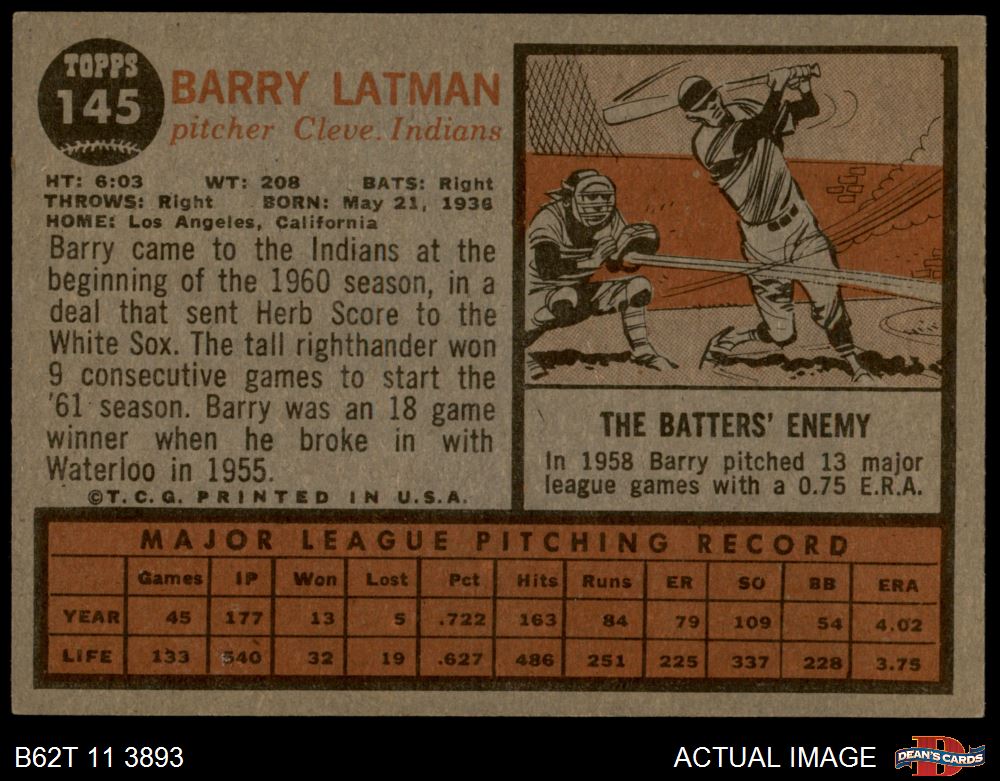 TOPPS
145
BARRY LATMAN
pitcher Cleve. Indians
HT: 6:03 WT: 208 BATS: Right
THROWS: Right BORN: May 21, 1936
HOME: Los Angeles, California
Barry came to the Indians at the
beginning of the 1960 season, in a
deal that sent Herb Score to the
White Sox. The tall righthander won
9 consecutive games to start the
'61 season. Barry was an 18 game
winner when he broke in with
Waterloo in 1955.
©T.C.G. PRINTED IN U.S.A.
THE BATTERS' ENEMY
In 1958 Barry pitched 13 major
league games with a 0.75 E.R.A.
MAJOR LEAGUE PITCHING RECORD
Games IP Won Lost Pct Hits Runs ER SO BB ERA
YEAR 45 177 13 5 .722 163 84 79 109 54 4.02
LIFE 133 540 32 19 .627 486 251 225 337 228 3.75
B62T 11 3893
ACTUAL IMAGE
D
DEAN'S CARDS